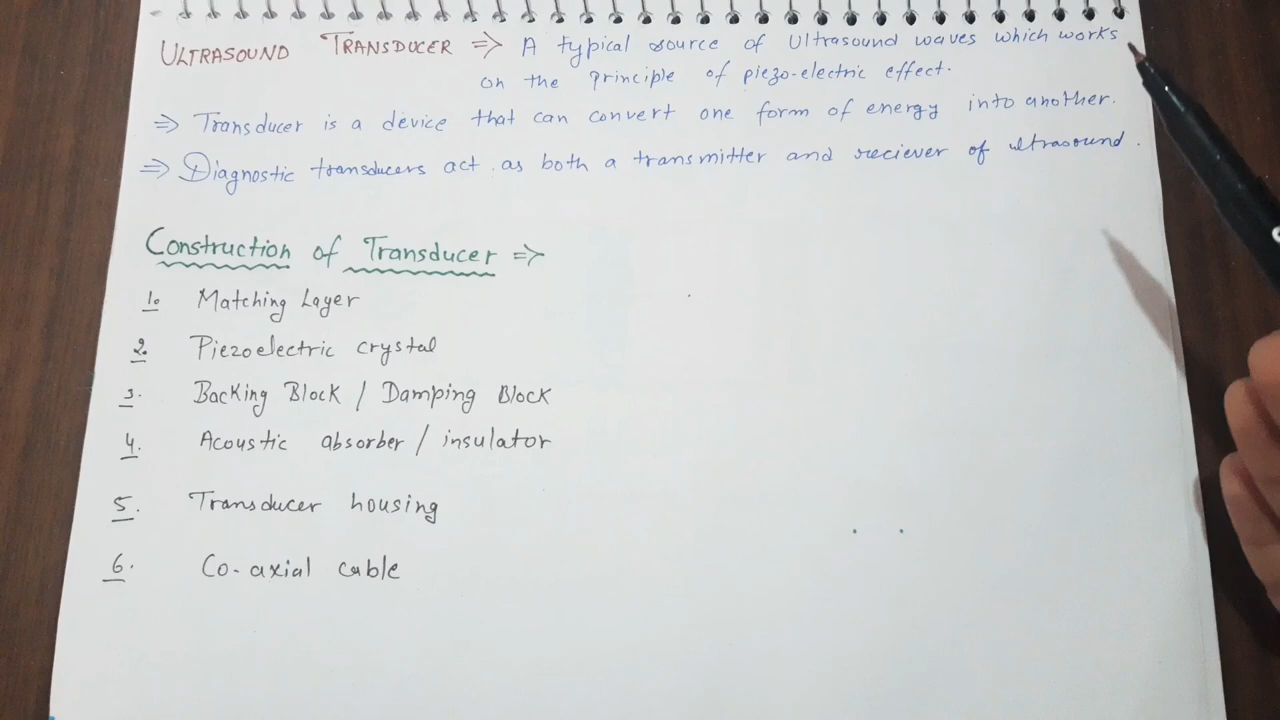 ULTRASOUND TRANSDUCER => A typical source of Ultrasound waves which works
on the principle of piezo-electric effect.
=> Transducer is a device that can convert one form of energy into another.
=> Diagnostic transducers act as both a transmitter and reciever of ultrasound.
Construction of Transducer =>
1. Matching Layer
2. Piezoelectric crystal
3. Backing Block / Damping Block
4. Acoustic absorber / insulator
5. Transducer housing
6. Co-axial cable